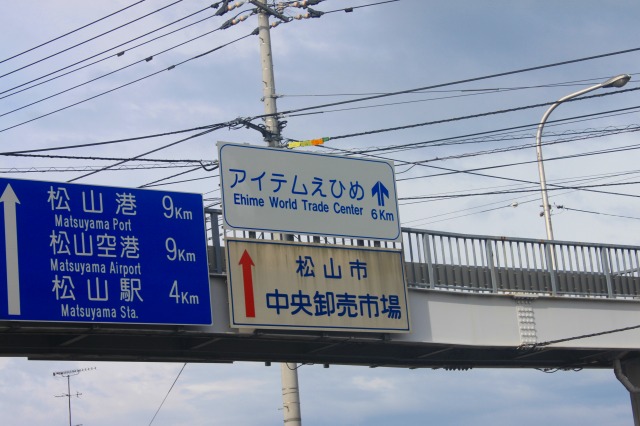 松山港 9Km
Matsuyama Port
松山空港 9Km
Matsuyama Airport
松山駅 4Km
Matsuyama Sta.
アイテムえひめ
Ehime World Trade Center 6Km
松山市
中央卸売市場